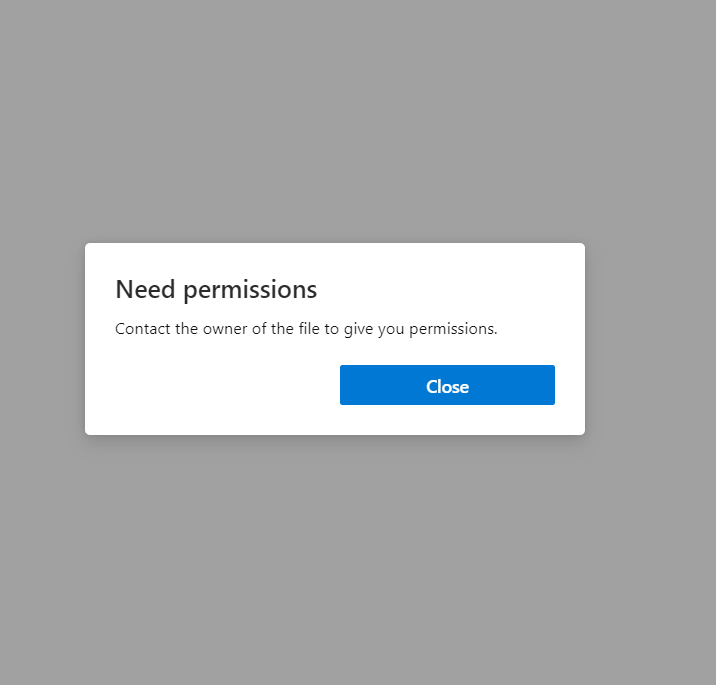 Need permissions
Contact the owner of the file to give you permissions.
Close